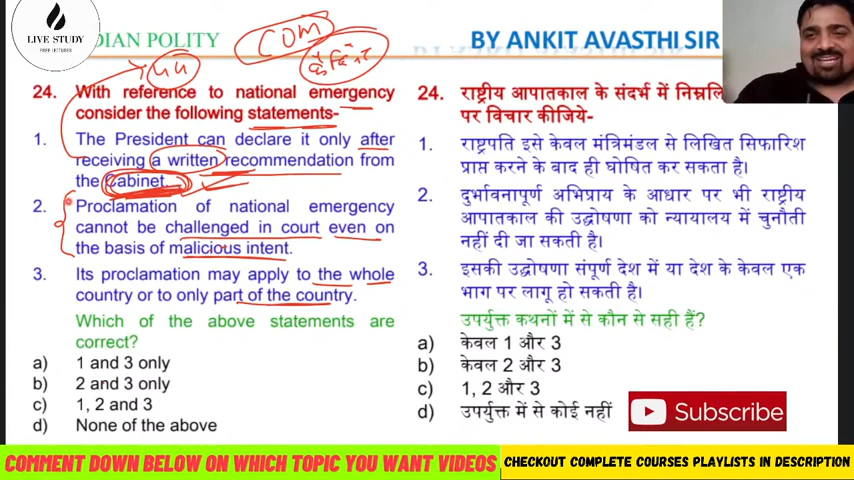 LIVE STUDY
FREE LECTURES
DIAN POLITY
COM
BY ANKIT AVASTHI SIR
44
24. With reference to national emergency
consider the following statements-
1. The President can declare it only after
receiving a written recommendation from
the Cabinet.
2. Proclamation of national emergency
cannot be challenged in court even on
the basis of malicious intent.
3. Its proclamation may apply to the whole
country or to only part of the country.
Which of the above statements are
correct?
a) 1 and 3 only
b) 2 and 3 only
c) 1, 2 and 3
d) None of the above
24. राष्ट्रीय आपातकाल के संदर्भ में निम्नलि
पर विचार कीजिये-
1. राष्ट्रपति इसे केवल मंत्रिमंडल से लिखित सिफारिश
प्राप्त करने के बाद ही घोषित कर सकता है।
2. दुर्भावनापूर्ण अभिप्राय के आधार पर भी राष्ट्रीय
आपातकाल की उद्घोषणा को न्यायालय में चुनौती
नहीं दी जा सकती है।
3. इसकी उद्घोषणा संपूर्ण देश में या देश के केवल एक
भाग पर लागू हो सकती है।
उपर्युक्त कथनों में से कौन से सही हैं?
a) केवल 1 और 3
b) केवल 2 और 3
c) 1, 2 और 3
d) उपर्युक्त में से कोई नहीं
Subscribe
COMMENT DOWN BELOW ON WHICH TOPIC YOU WANT VIDEOS
CHECKOUT COMPLETE COURSES PLAYLISTS IN DESCRIPTION